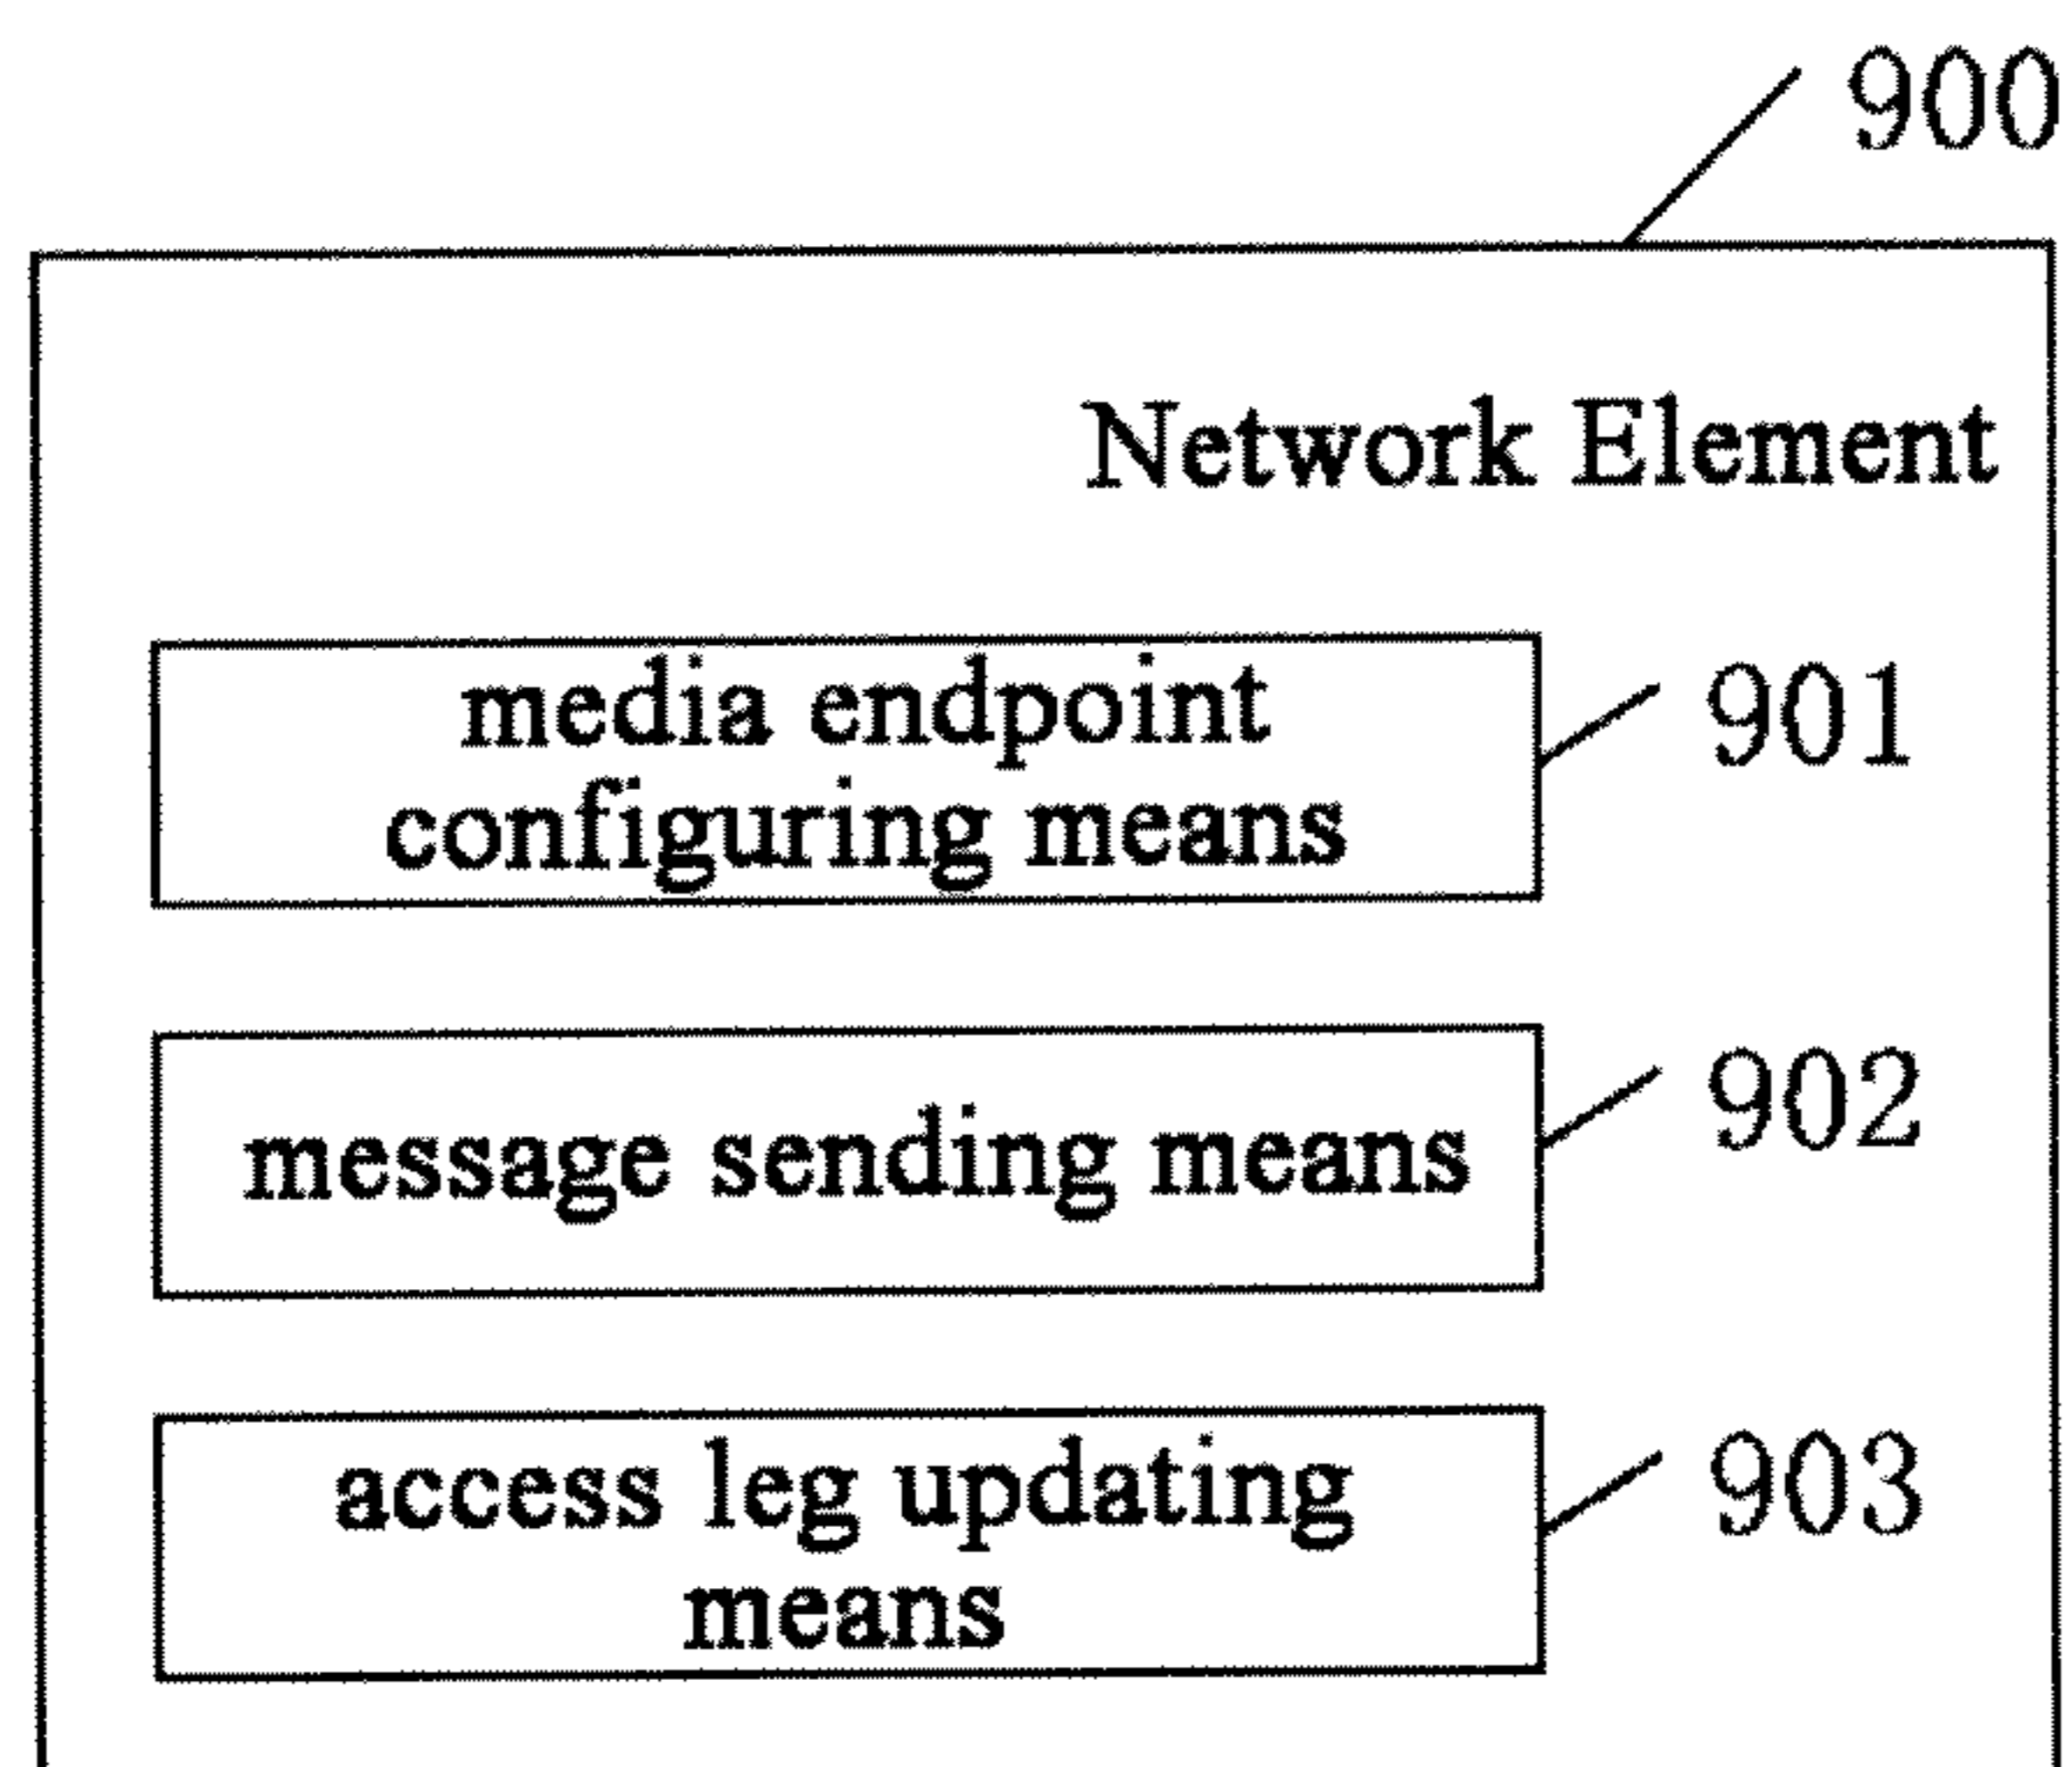 900
Network Element
media endpoint
configuring means
901
message sending means
902
access leg updating
means
903